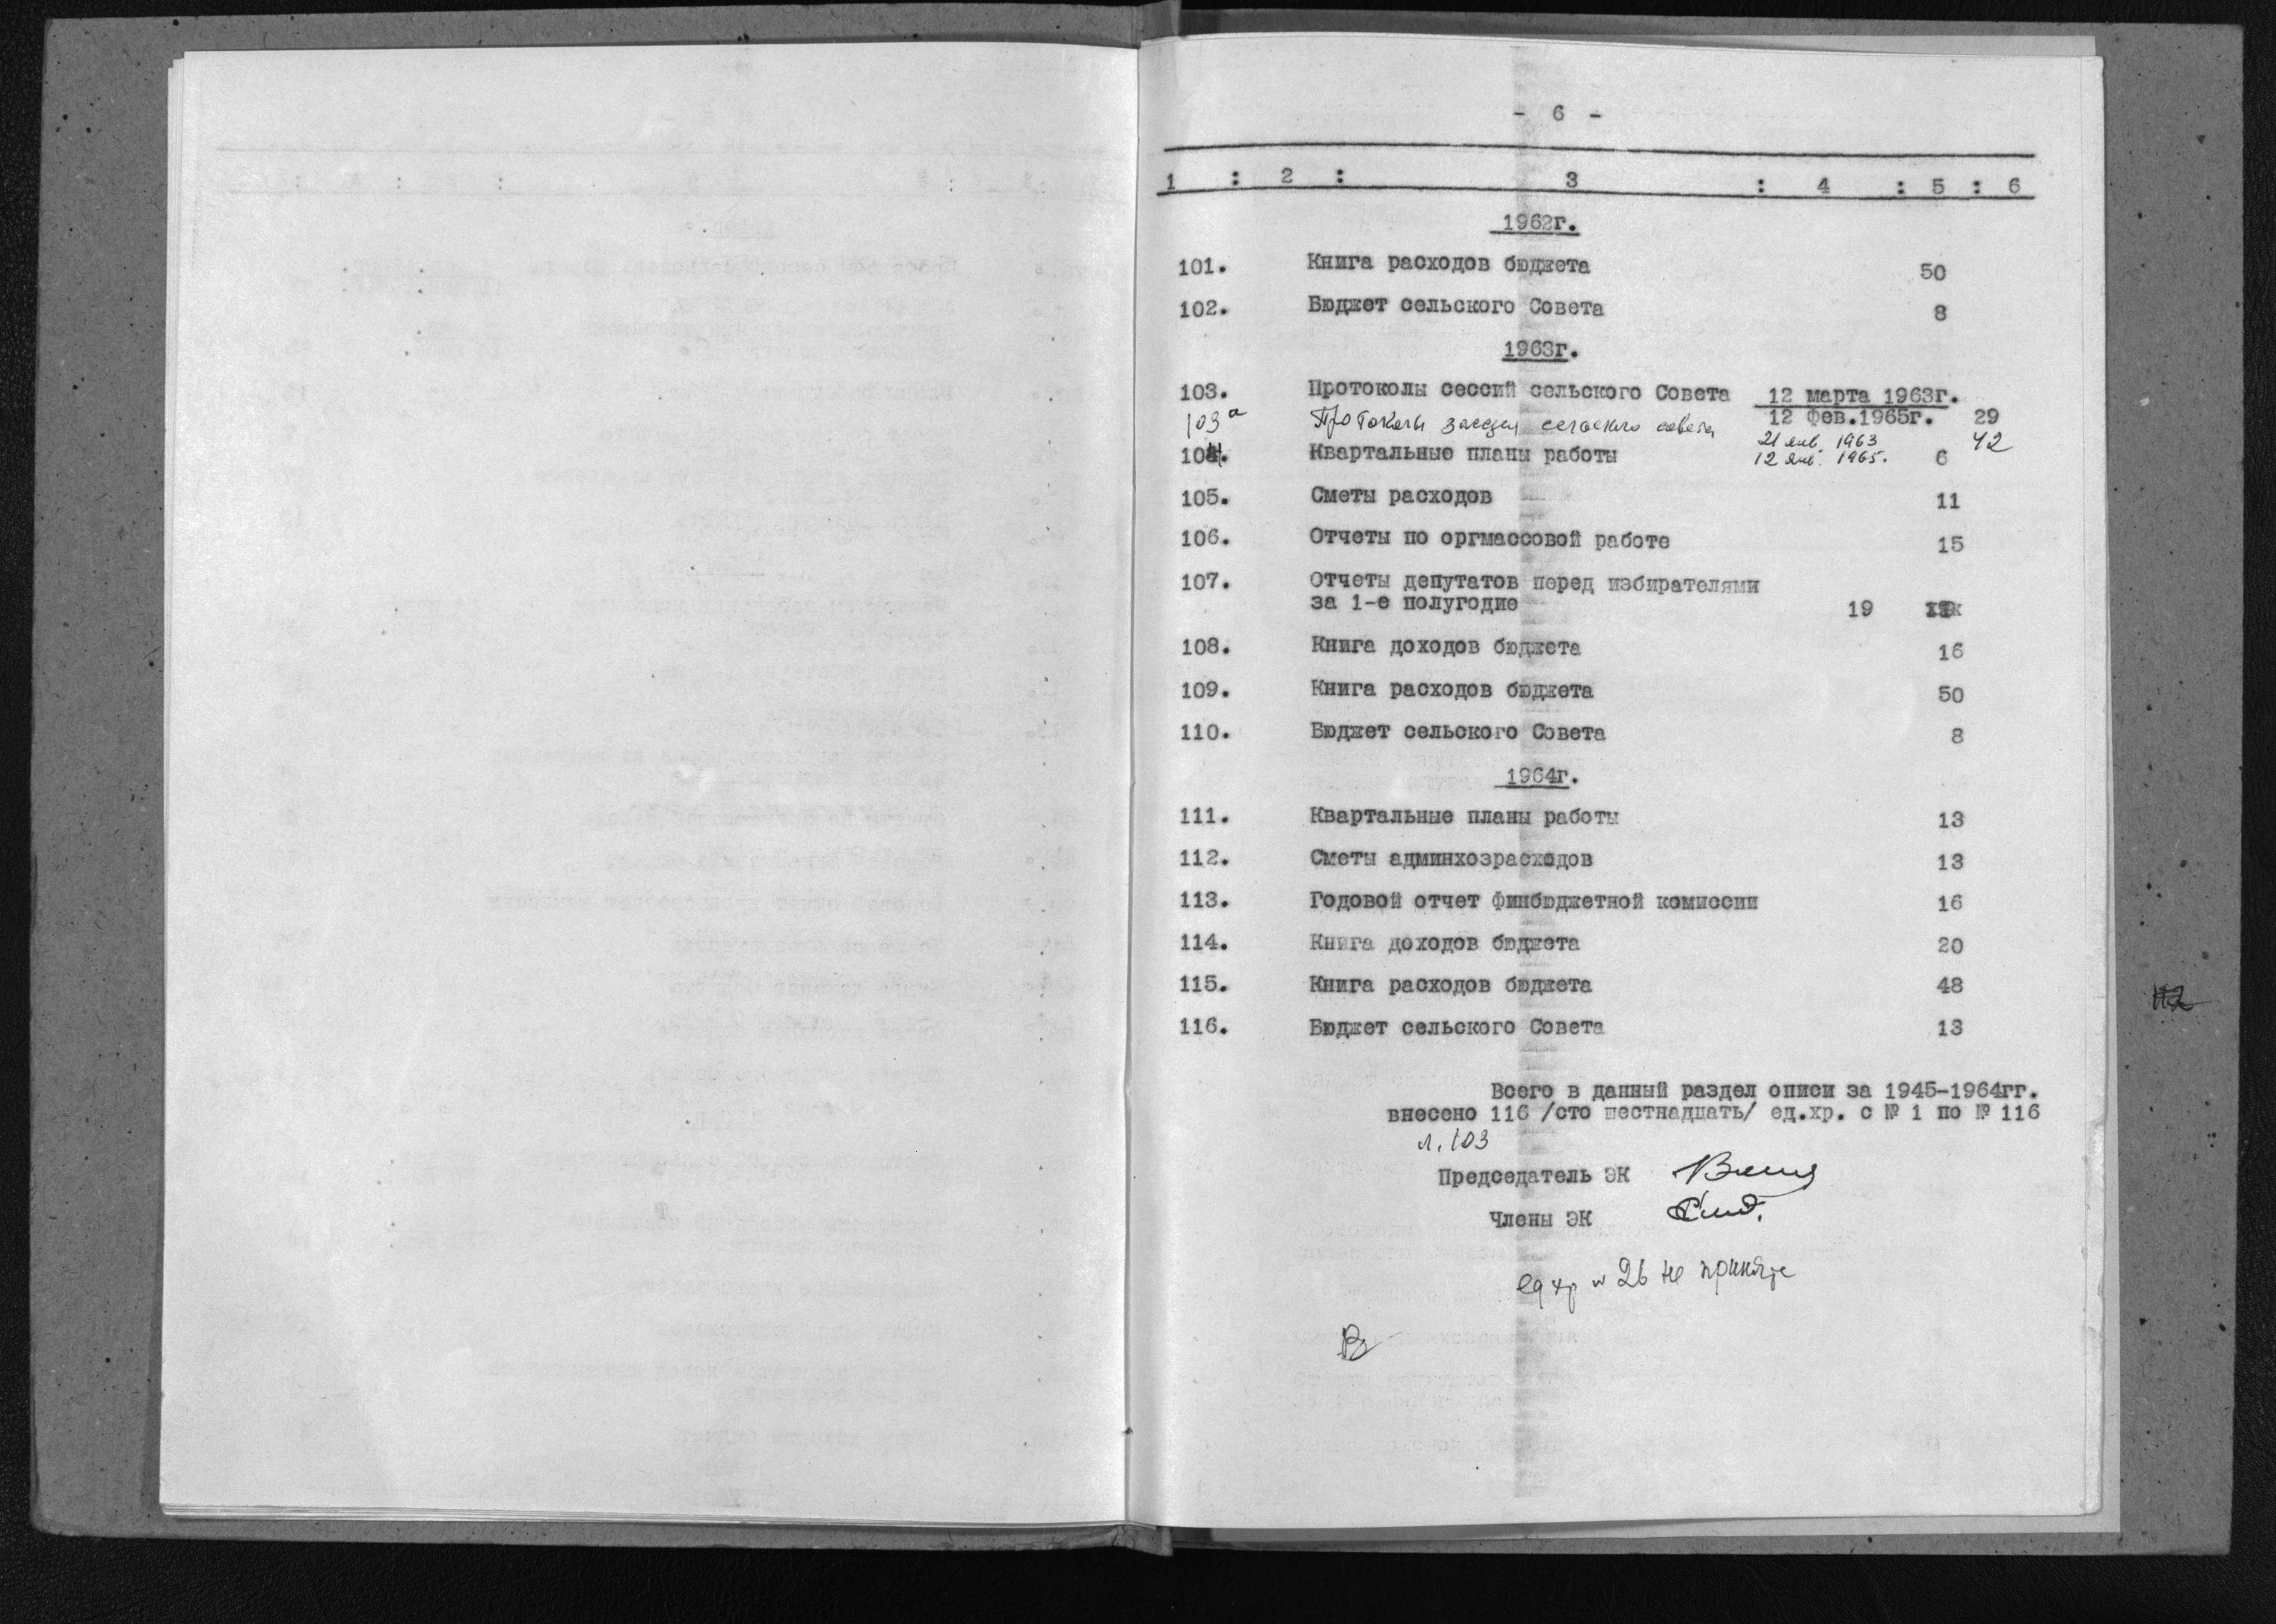 - 6 -
1 : 2 : 3 : 4 : 5 : 6
1962г.
101. Книга расходов бюджета 50
102. Бюджет сельского Совета 8
1963г.
103. Протоколы сессий сельского Совета 12 марта 1963г.
12 фев.1965г. 29
103а Протоколы засед сельского совета 21 янв 1963 42
104. Квартальные планы работы 12 янв. 1965. 6
105. Сметы расходов 11
106. Отчеты по оргмассовой работе 15
107. Отчеты депутатов перед избирателями
за 1-е полугодие 19
108. Книга доходов бюджета 16
109. Книга расходов бюджета 50
110. Бюджет сельского Совета 8
1964г.
111. Квартальные планы работы 13
112. Сметы админхозрасходов 13
113. Годовой отчет финбюджетной комиссии 16
114. Книга доходов бюджета 20
115. Книга расходов бюджета 48
116. Бюджет сельского Совета 13
Всего в данный раздел описи за 1945-1964гг.
внесено 116 /сто шестнадцать/ ед.хр. с № 1 по № 116
л. 103
Председатель ЭК
Члены ЭК
ед хр № 26 не